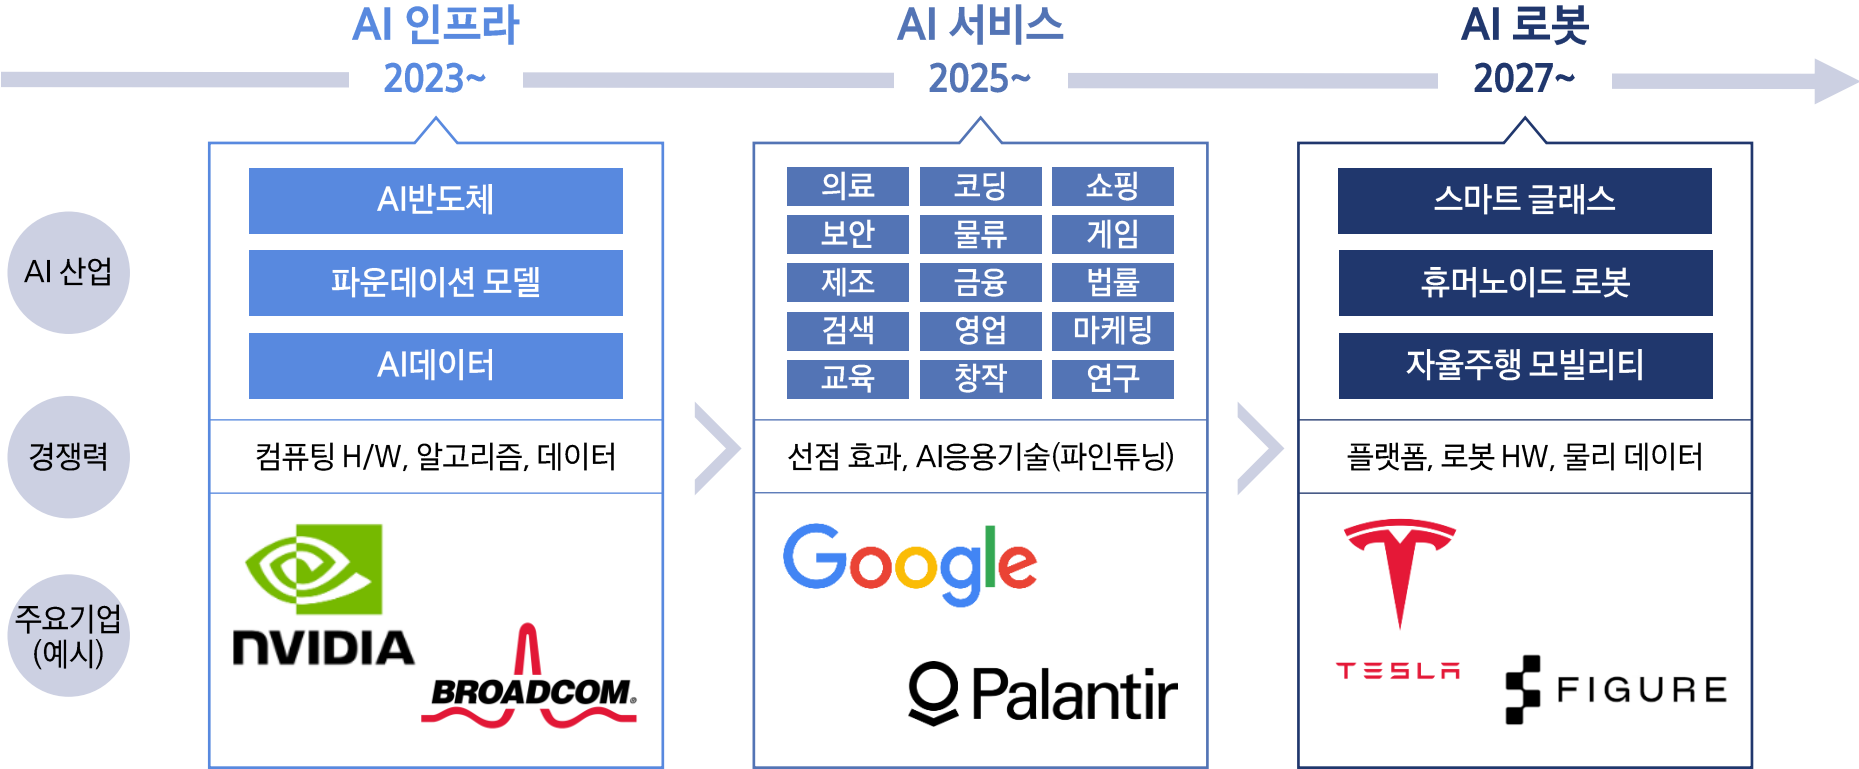 AI 인프라
2023~
AI 서비스
2025~
AI 로봇
2027~
AI 산업
AI반도체
파운데이션 모델
AI데이터
의료 코딩 쇼핑
보안 물류 게임
제조 금융 법률
검색 영업 마케팅
교육 창작 연구
스마트 글래스
휴머노이드 로봇
자율주행 모빌리티
경쟁력
컴퓨팅 H/W, 알고리즘, 데이터
선점 효과, AI응용기술(파인튜닝)
플랫폼, 로봇 HW, 물리 데이터
주요기업
(예시)
NVIDIA
BROADCOM®
Google
Palantir
TESLA
FIGURE